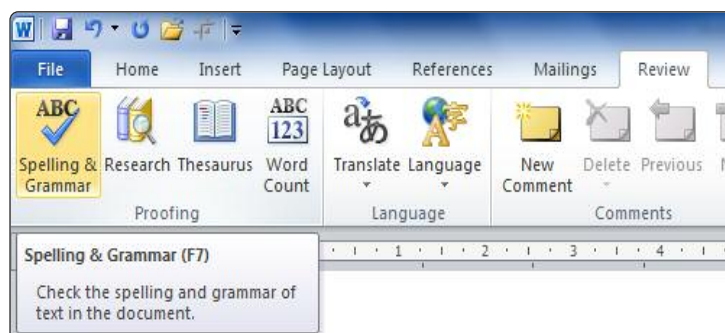 W
File Home Insert Page Layout References Mailings Review
ABC ABC
123
Spelling & Research Thesaurus Word Translate Language New Delete Previous
Grammar Count Comment
Proofing Language Comments
Spelling & Grammar (F7) 1 2 3 4
Check the spelling and grammar of
text in the document.